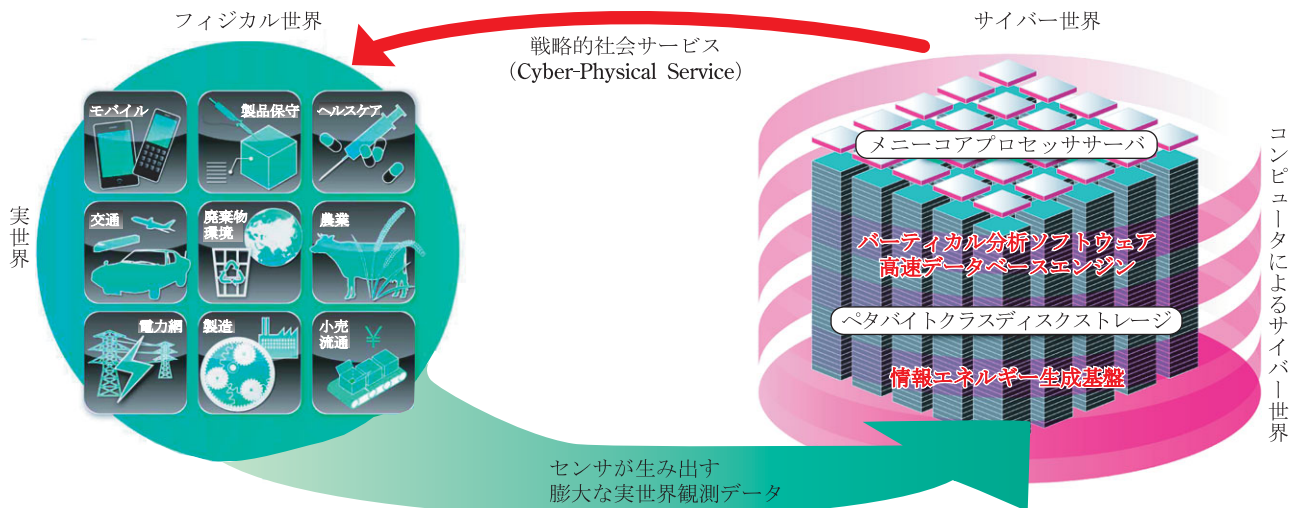 フィジカル世界
サイバー世界
戦略的社会サービス
(Cyber-Physical Service)
モバイル
製品保守
ヘルスケア
交通
廃棄物
環境
農業
電力網
製造
小売
流通
¥
実世界
メニーコアプロセッササーバ
バーティカル分析ソフトウェア
高速データベースエンジン
ペタバイトクラスディスクストレージ
情報エネルギー生成基盤
コンピュータによるサイバー世界
センサが生み出す
膨大な実世界観測データ